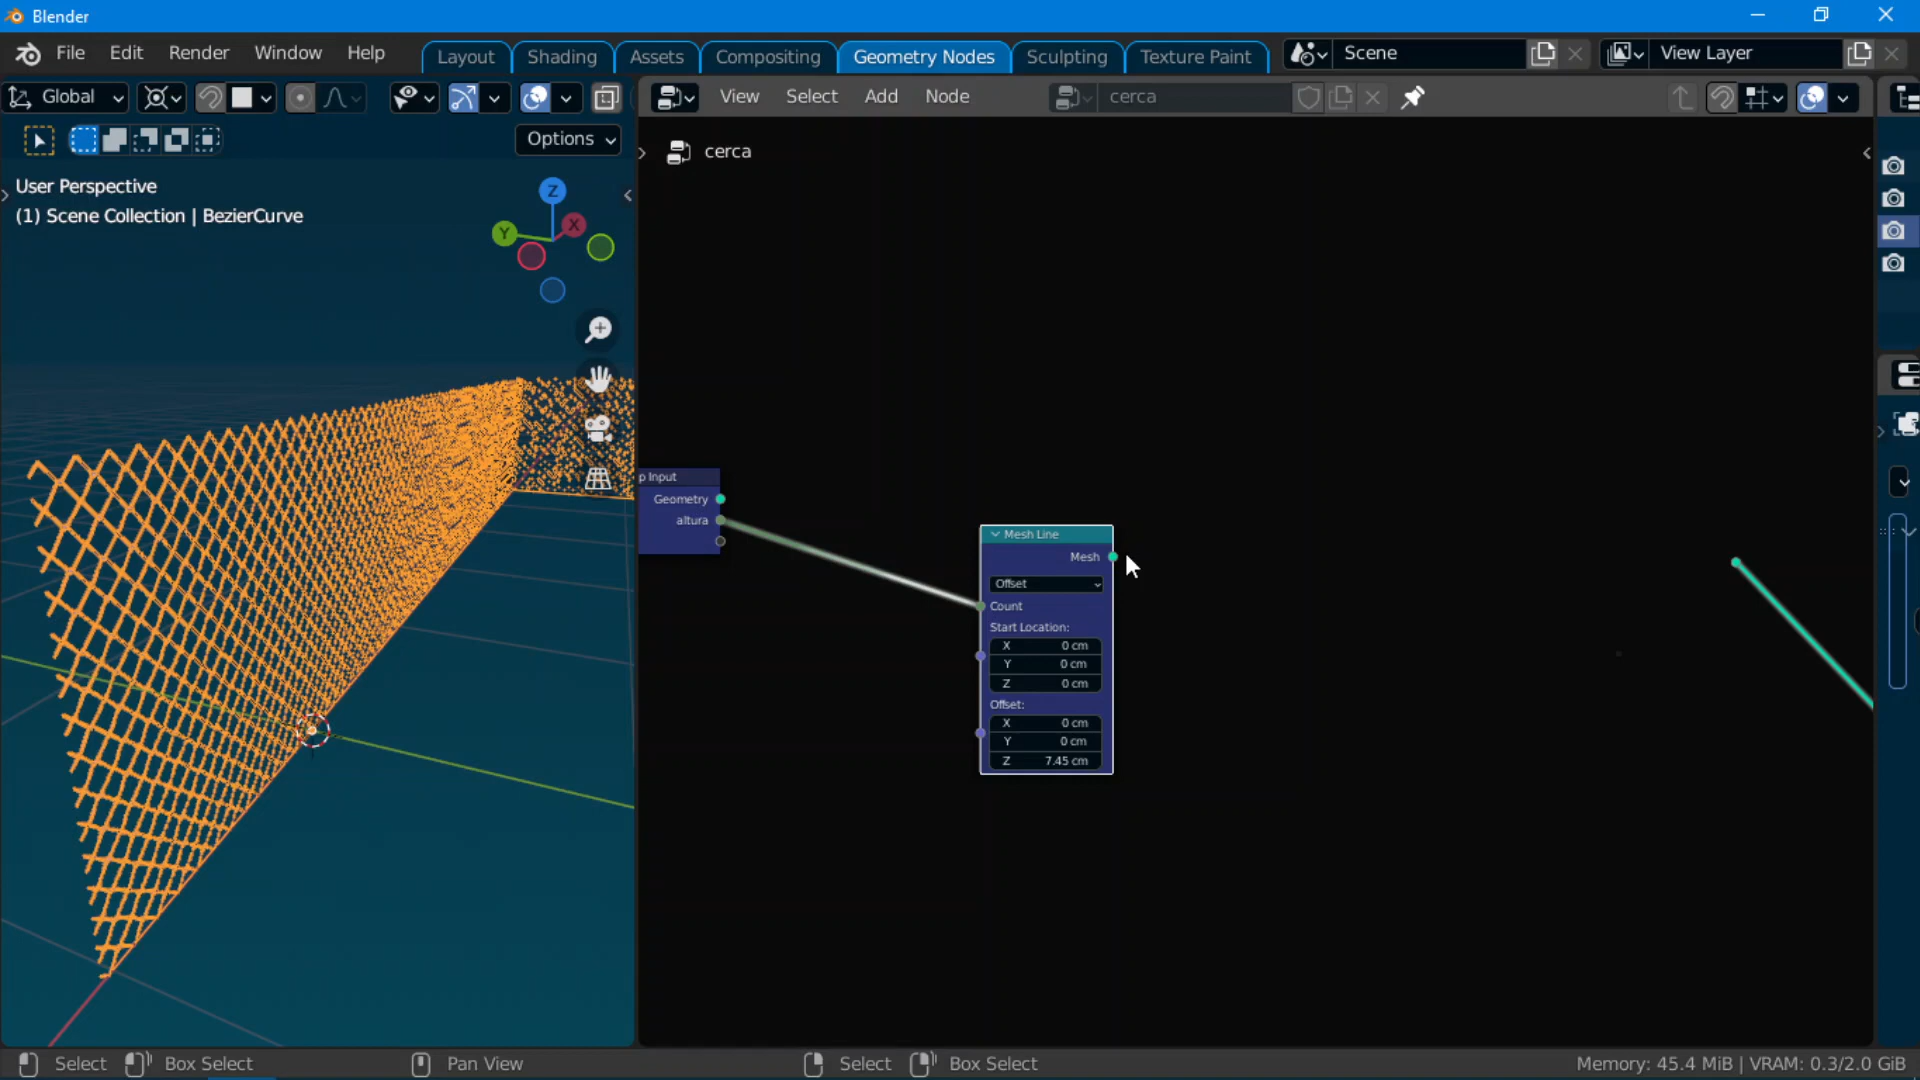 Blender
File Edit Render Window Help
Layout Shading Assets Compositing Geometry Nodes Sculpting Texture Paint
Scene
View Layer
Global
View Select Add Node
cerca
Options
cerca
User Perspective
(1) Scene Collection | BezierCurve
Z
Y
X
p Input
Geometry
altura
Mesh Line
Mesh
Offset
Count
Start Location:
X 0 cm
Y 0 cm
Z 0 cm
Offset:
X 0 cm
Y 0 cm
Z 7.45 cm
Select Box Select Pan View Select Box Select Memory: 45.4 MiB | VRAM: 0.3/2.0 GiB